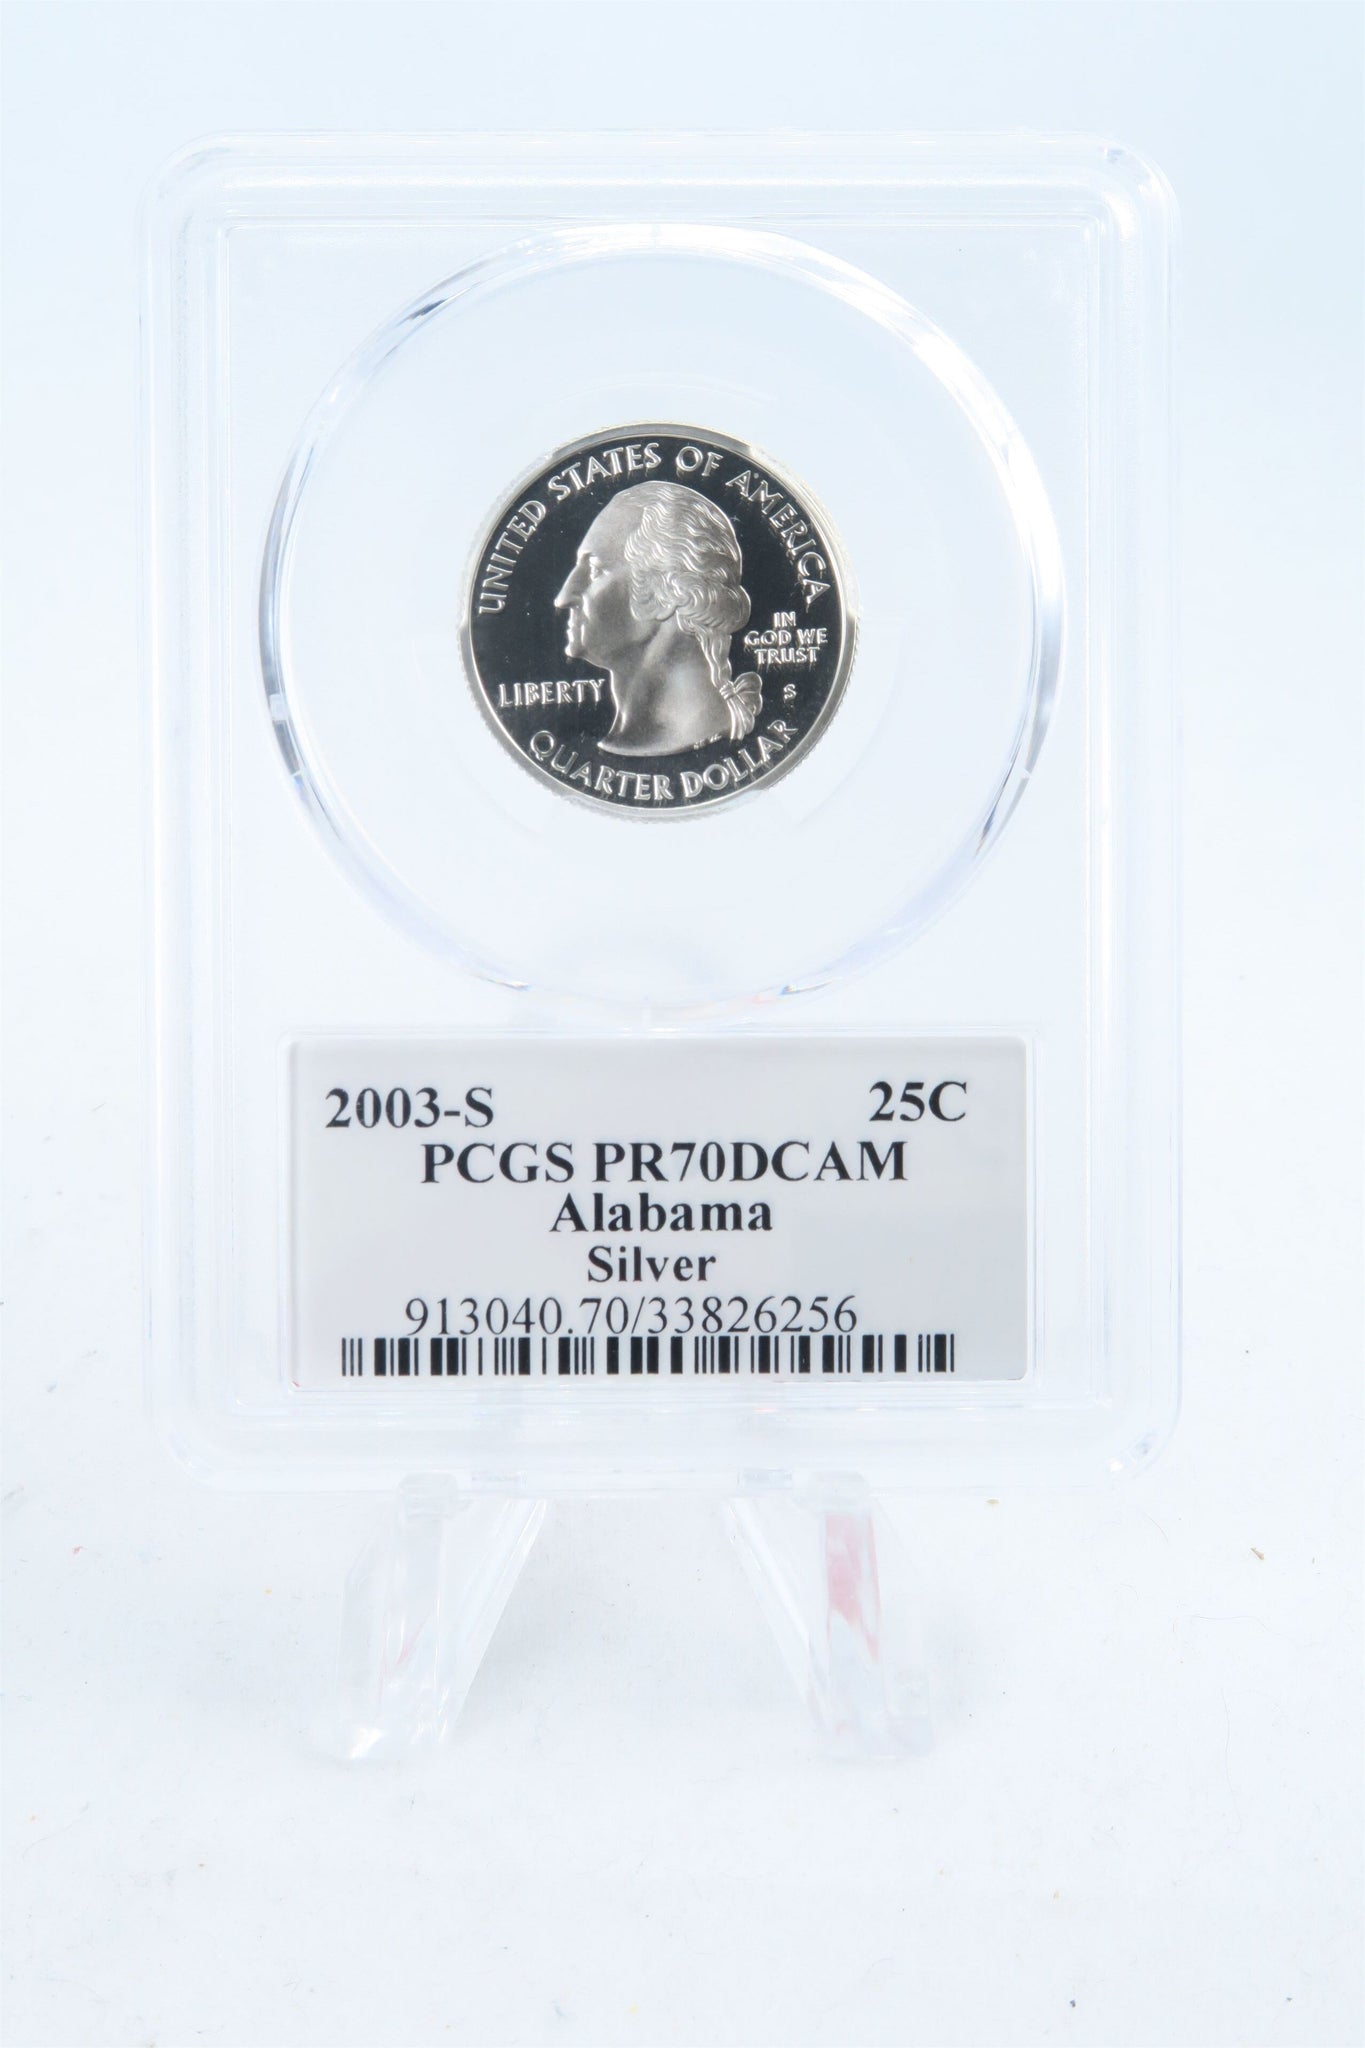 UNITED STATES OF AMERICA
IN
GOD WE
TRUST
LIBERTY
S
QUARTER DOLLAR
2003-S 25C
PCGS PR70DCAM
Alabama
Silver
913040.70/33826256